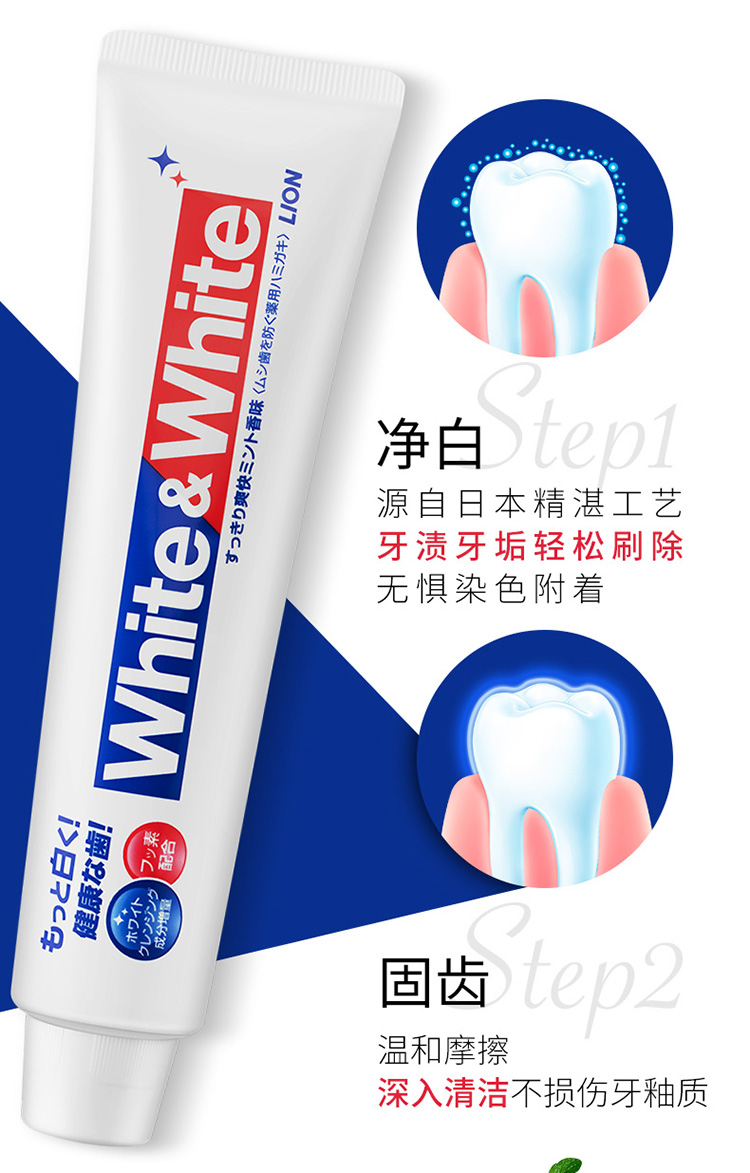 LION
White & White
すっきり爽快ミント香味〈ムシ歯を防ぐ薬用ハミガキ〉
もっと白く!
健康な歯!
フッ素
配合
ホワイト
クレンジング
成分増量
Step1
净白
源自日本精湛工艺
牙渍牙垢轻松刷除
无惧染色附着
Step2
固齿
温和摩擦
深入清洁不损伤牙釉质